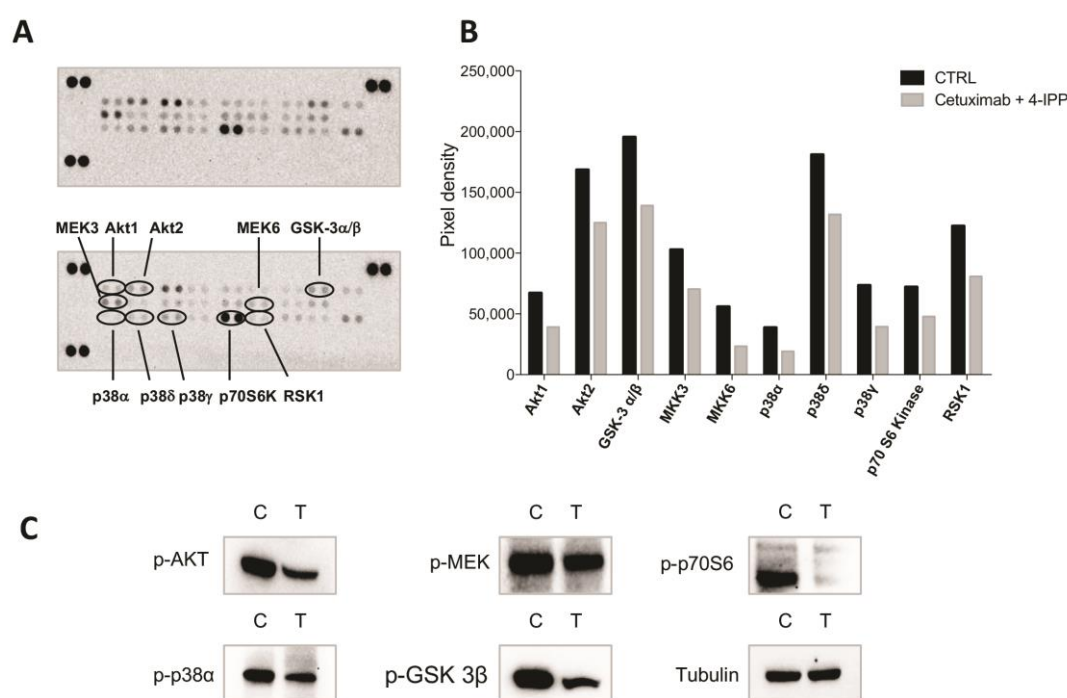 A
MEK3 Akt1 Akt2 MEK6 GSK-3α/β
p38α p38δ p38γ p70S6K RSK1
B
250,000
200,000
150,000
100,000
50,000
0
Pixel density
CTRL
Cetuximab + 4-IPP
Akt1
Akt2
GSK-3 α/β
MKK3
MKK6
p38α
p38δ
p38γ
p70 S6 Kinase
RSK1
C
C T
p-AKT
C T
p-MEK
C T
p-p70S6
C T
p-p38α
C T
p-GSK 3β
C T
Tubulin